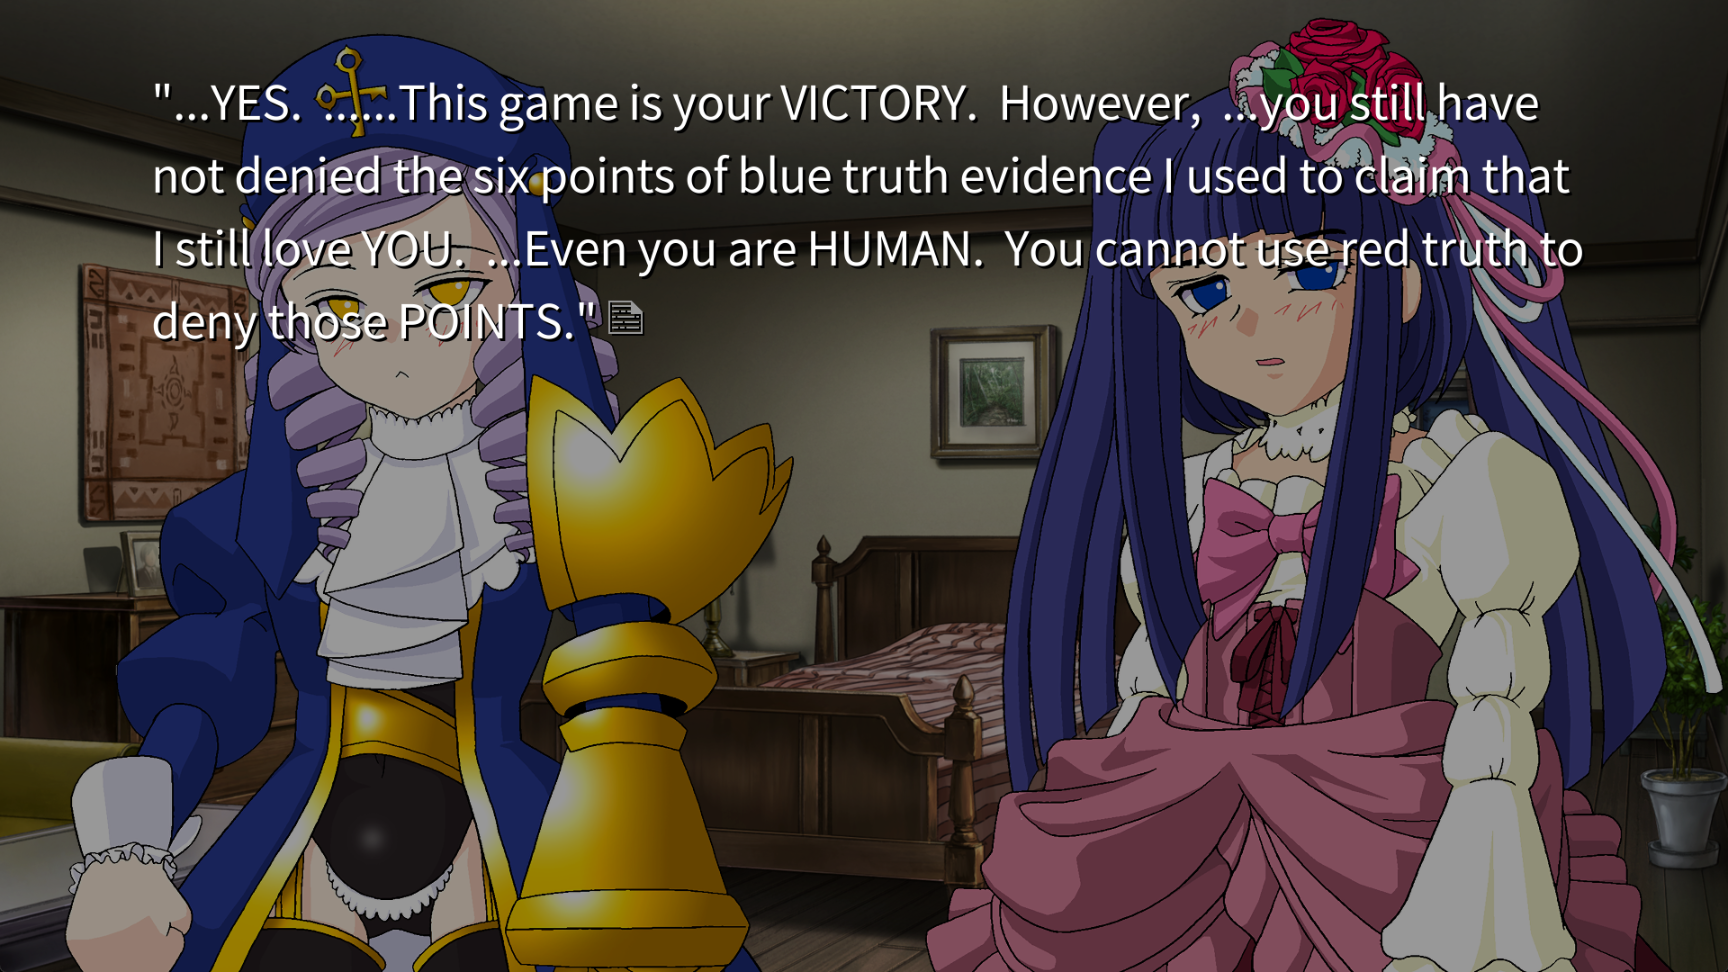 "...YES.  ......This game is your VICTORY.  However,  ...you still have
not denied the six points of blue truth evidence I used to claim that
I still love YOU.  ...Even you are HUMAN.  You cannot use red truth to
deny those POINTS."